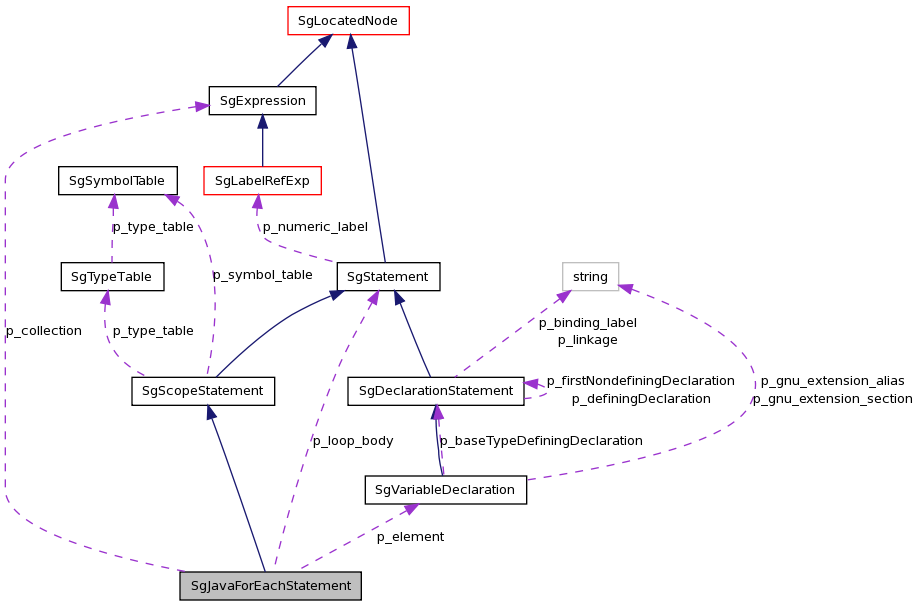 SgLocatedNode
SgExpression
SgSymbolTable
SgLabelRefExp
p_type_table
p_numeric_label
SgTypeTable
p_symbol_table
SgStatement
string
p_collection
p_type_table
p_binding_label
p_linkage
SgScopeStatement
SgDeclarationStatement
p_firstNondefiningDeclaration
p_definingDeclaration
p_gnu_extension_alias
p_gnu_extension_section
p_loop_body
p_baseTypeDefiningDeclaration
SgVariableDeclaration
p_element
SgJavaForEachStatement